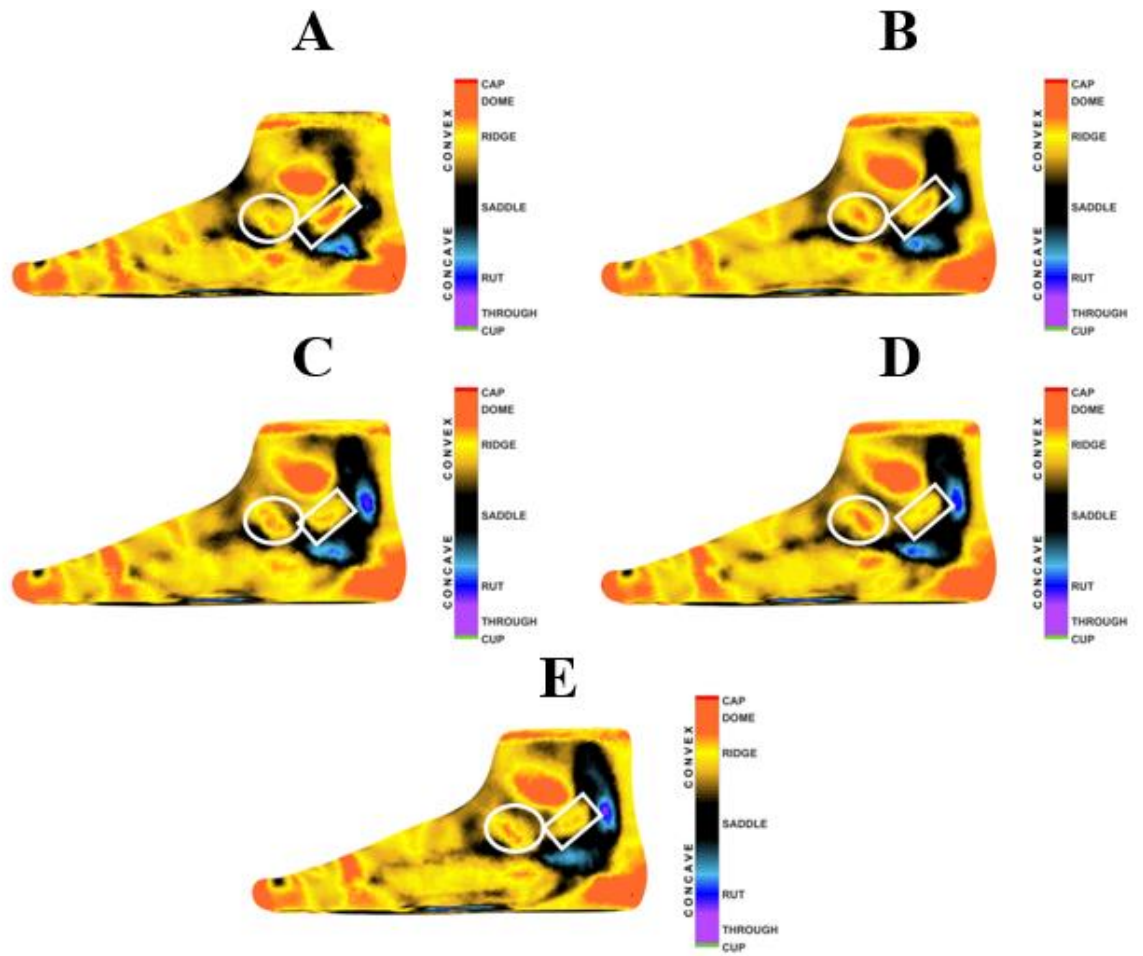 A
CONVEX
CONCAVE
CAP
DOME
RIDGE
SADDLE
RUT
THROUGH
CUP
B
CONVEX
CONCAVE
CAP
DOME
RIDGE
SADDLE
RUT
THROUGH
CUP
C
CONVEX
CONCAVE
CAP
DOME
RIDGE
SADDLE
RUT
THROUGH
CUP
D
CONVEX
CONCAVE
CAP
DOME
RIDGE
SADDLE
RUT
THROUGH
CUP
E
CONVEX
CONCAVE
CAP
DOME
RIDGE
SADDLE
RUT
THROUGH
CUP